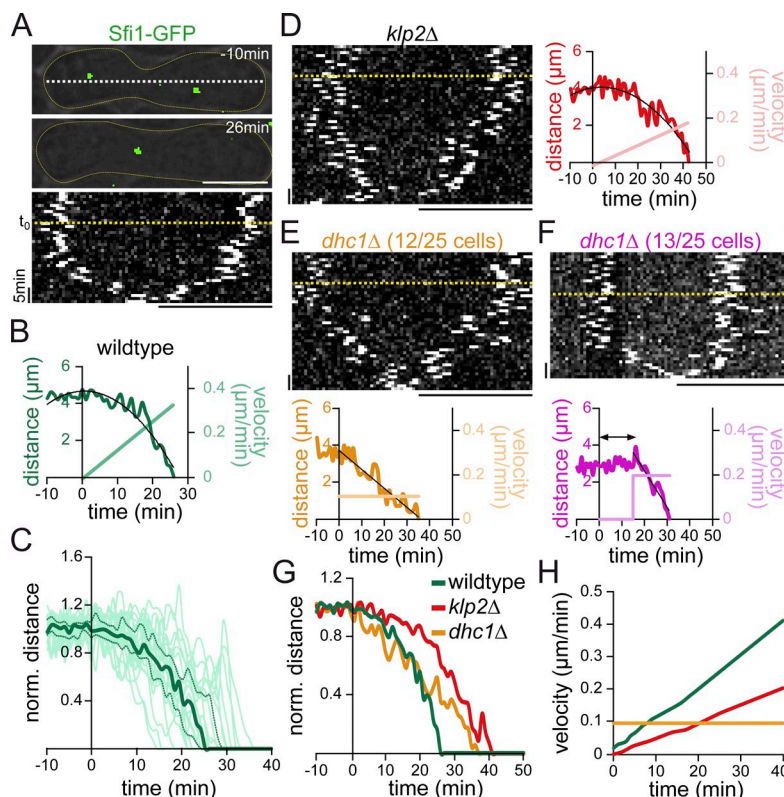 A
Sfi1-GFP
-10min
26min
t0
5min
B
wildtype
distance (μm)
velocity (μm/min)
6
4
2
0.4
0.2
0
-10 0 10 20 30
time (min)
C
norm. distance
1.6
1.2
0.8
0.4
-10 0 10 20 30 40
time (min)
D
klp2Δ
distance (μm)
velocity (μm/min)
6
4
2
0.4
0.2
0
-10 0 10 20 30 40 50
time (min)
E
dhc1Δ (12/25 cells)
distance (μm)
velocity (μm/min)
6
4
2
0.4
0.2
0
-10 0 10 20 30 40 50
time (min)
F
dhc1Δ (13/25 cells)
distance (μm)
velocity (μm/min)
6
4
2
0.4
0.2
0
-10 0 10 20 30 40 50
time (min)
G
wildtype
klp2Δ
dhc1Δ
norm. distance
1.2
0.8
0.4
-10 0 10 20 30 40 50
time (min)
H
velocity (μm/min)
0.5
0.4
0.3
0.2
0.1
0
0 10 20 30 40
time (min)